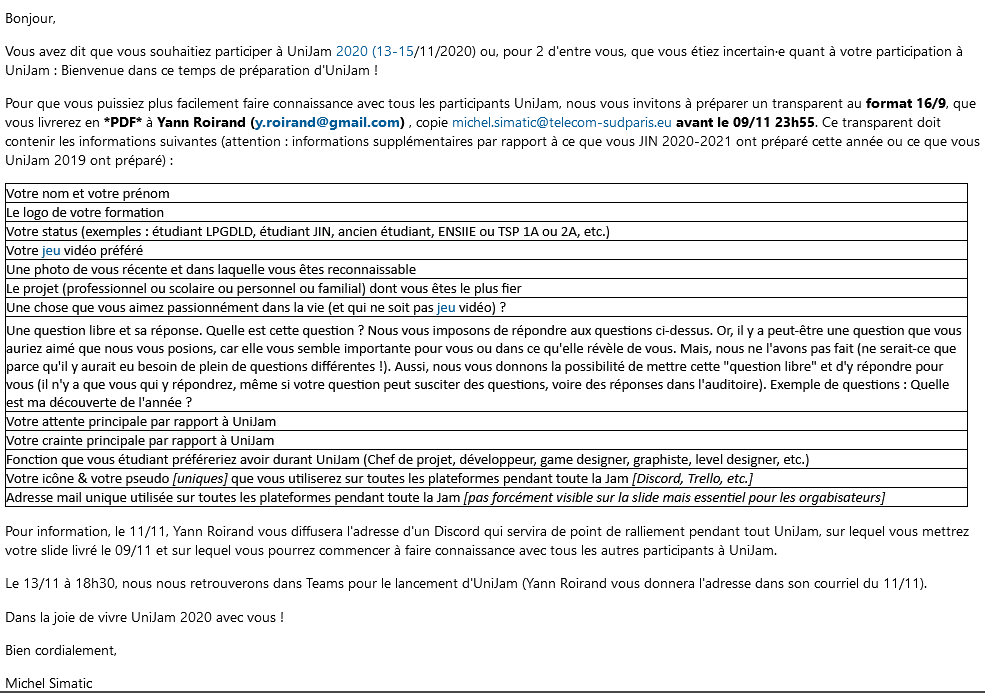 Bonjour,
Vous avez dit que vous souhaitiez participer à UniJam 2020 (13-15/11/2020) ou, pour 2 d'entre vous, que vous étiez incertain·e quant à votre participation à
UniJam : Bienvenue dans ce temps de préparation d'UniJam !
Pour que vous puissiez plus facilement faire connaissance avec tous les participants UniJam, nous vous invitons à préparer un transparent au format 16/9, que
vous livrerez en *PDF* à Yann Roirand (y.roirand@gmail.com) , copie michel.simatic@telecom-sudparis.eu avant le 09/11 23h55. Ce transparent doit
contenir les informations suivantes (attention : informations supplémentaires par rapport à ce que vous JIN 2020-2021 ont préparé cette année ou ce que vous
UniJam 2019 ont préparé) :
Votre nom et votre prénom
Le logo de votre formation
Votre status (exemples : étudiant LPGDLD, étudiant JIN, ancien étudiant, ENSIIE ou TSP 1A ou 2A, etc.)
Votre jeu vidéo préféré
Une photo de vous récente et dans laquelle vous êtes reconnaissable
Le projet (professionnel ou scolaire ou personnel ou familial) dont vous êtes le plus fier
Une chose que vous aimez passionnément dans la vie (et qui ne soit pas jeu vidéo) ?
Une question libre et sa réponse. Quelle est cette question ? Nous vous imposons de répondre aux questions ci-dessus. Or, il y a peut-être une question que vous
auriez aimé que nous vous posions, car elle vous semble importante pour vous ou dans ce qu'elle révèle de vous. Mais, nous ne l'avons pas fait (ne serait-ce que
parce qu'il y aurait eu besoin de plein de questions différentes !). Aussi, nous vous donnons la possibilité de mettre cette "question libre" et d'y répondre pour
vous (il n'y a que vous qui y répondrez, même si votre question peut susciter des questions, voire des réponses dans l'auditoire). Exemple de questions : Quelle
est ma découverte de l'année ?
Votre attente principale par rapport à UniJam
Votre crainte principale par rapport à UniJam
Fonction que vous étudiant préféreriez avoir durant UniJam (Chef de projet, développeur, game designer, graphiste, level designer, etc.)
Votre icône & votre pseudo [uniques] que vous utiliserez sur toutes les plateformes pendant toute la Jam [Discord, Trello, etc.]
Adresse mail unique utilisée sur toutes les plateformes pendant toute la Jam [pas forcément visible sur la slide mais essentiel pour les orgabisateurs]
Pour information, le 11/11, Yann Roirand vous diffusera l'adresse d'un Discord qui servira de point de ralliement pendant tout UniJam, sur lequel vous mettrez
votre slide livré le 09/11 et sur lequel vous pourrez commencer à faire connaissance avec tous les autres participants à UniJam.
Le 13/11 à 18h30, nous nous retrouverons dans Teams pour le lancement d'UniJam (Yann Roirand vous donnera l'adresse dans son courriel du 11/11).
Dans la joie de vivre UniJam 2020 avec vous !
Bien cordialement,
Michel Simatic